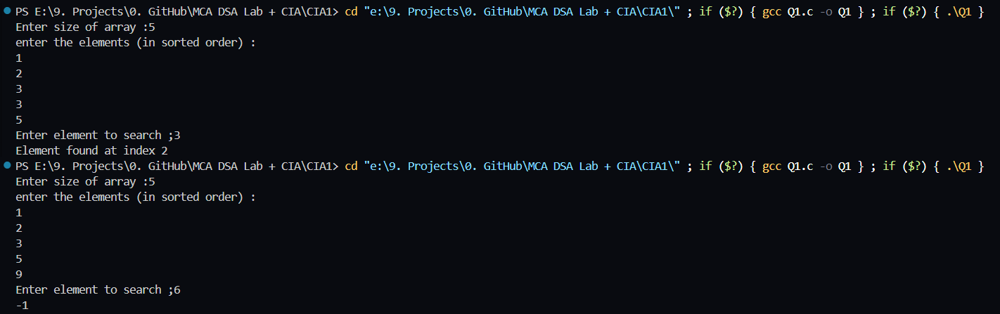 PS E:\9. Projects\0. GitHub\MCA DSA Lab + CIA\CIA1> cd "e:\9. Projects\0. GitHub\MCA DSA Lab + CIA\CIA1\" ; if ($?) { gcc Q1.c -o Q1 } ; if ($?) { .\Q1 }
Enter size of array :5
enter the elements (in sorted order) :
1
2
3
3
5
Enter element to search ;3
Element found at index 2
PS E:\9. Projects\0. GitHub\MCA DSA Lab + CIA\CIA1> cd "e:\9. Projects\0. GitHub\MCA DSA Lab + CIA\CIA1\" ; if ($?) { gcc Q1.c -o Q1 } ; if ($?) { .\Q1 }
Enter size of array :5
enter the elements (in sorted order) :
1
2
3
5
9
Enter element to search ;6
-1